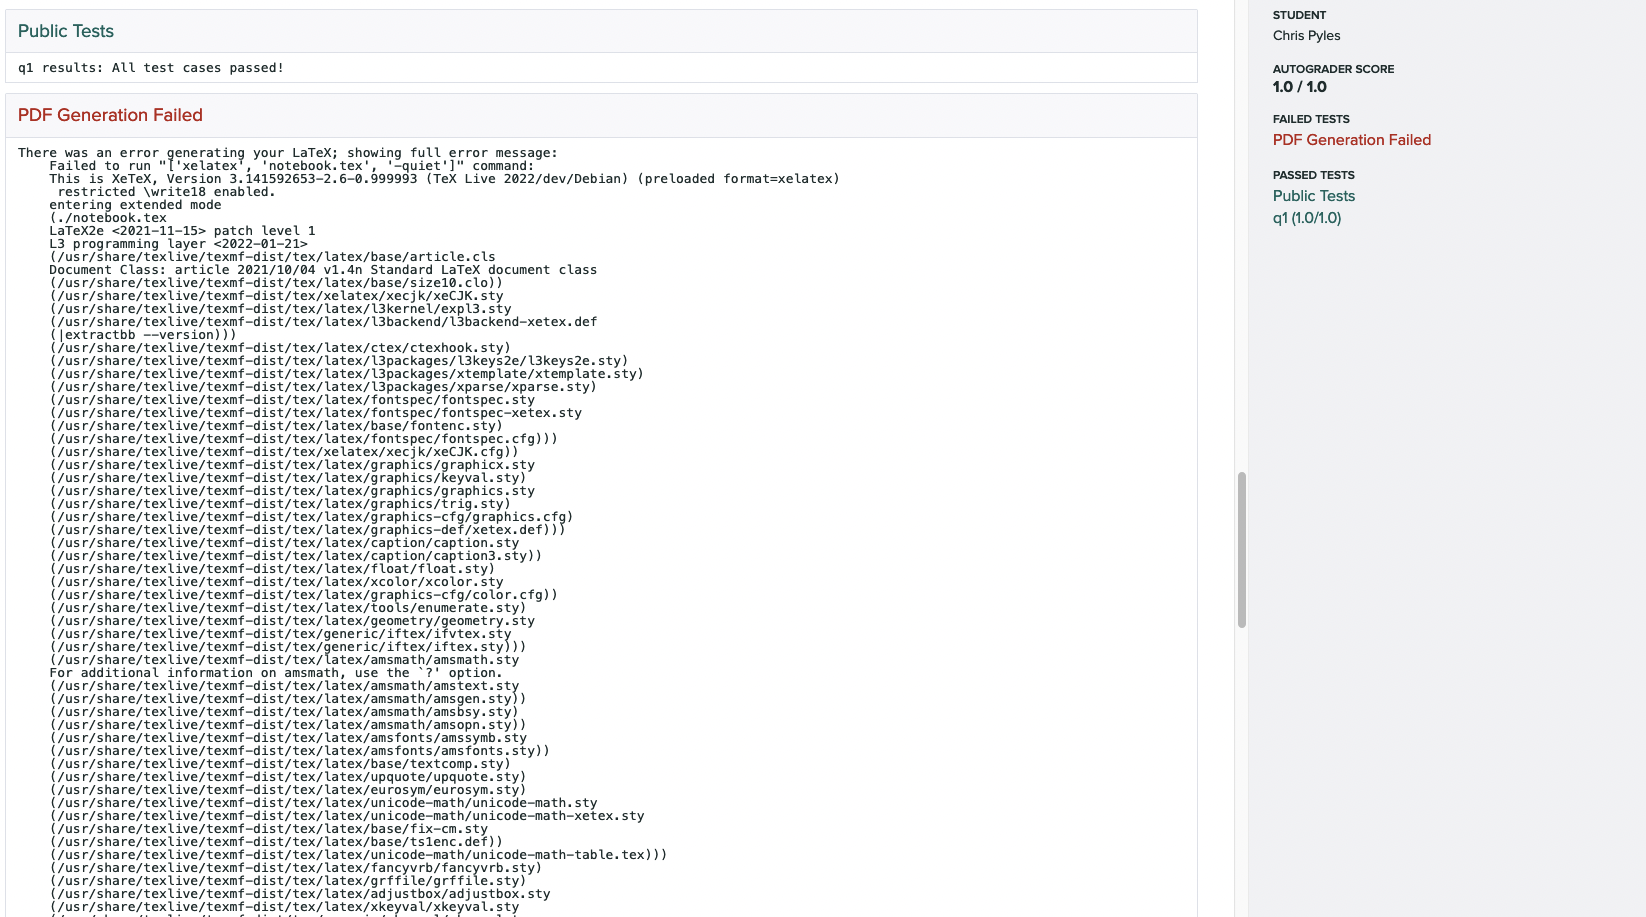 Public Tests
q1 results: All test cases passed!
PDF Generation Failed
There was an error generating your LaTeX; showing full error message:
Failed to run "['xelatex', 'notebook.tex', '-quiet']" command:
This is XeTeX, Version 3.141592653-2.6-0.999993 (TeX Live 2022/dev/Debian) (preloaded format=xelatex)
restricted \write18 enabled.
entering extended mode
(./notebook.tex
LaTeX2e <2021-11-15> patch level 1
L3 programming layer <2022-01-21>
(/usr/share/texlive/texmf-dist/tex/latex/base/article.cls
Document Class: article 2021/10/04 v1.4n Standard LaTeX document class
(/usr/share/texlive/texmf-dist/tex/latex/base/size10.clo))
(/usr/share/texlive/texmf-dist/tex/xelatex/xecjk/xeCJK.sty
(/usr/share/texlive/texmf-dist/tex/latex/l3kernel/expl3.sty
(/usr/share/texlive/texmf-dist/tex/latex/l3backend/l3backend-xetex.def
(|extractbb --version)))
(/usr/share/texlive/texmf-dist/tex/latex/ctex/ctexhook.sty)
(/usr/share/texlive/texmf-dist/tex/latex/l3packages/l3keys2e/l3keys2e.sty)
(/usr/share/texlive/texmf-dist/tex/latex/l3packages/xtemplate/xtemplate.sty)
(/usr/share/texlive/texmf-dist/tex/latex/l3packages/xparse/xparse.sty)
(/usr/share/texlive/texmf-dist/tex/latex/fontspec/fontspec.sty
(/usr/share/texlive/texmf-dist/tex/latex/fontspec/fontspec-xetex.sty
(/usr/share/texlive/texmf-dist/tex/latex/base/fontenc.sty)
(/usr/share/texlive/texmf-dist/tex/latex/fontspec/fontspec.cfg)))
(/usr/share/texlive/texmf-dist/tex/xelatex/xecjk/xeCJK.cfg))
(/usr/share/texlive/texmf-dist/tex/latex/graphics/graphicx.sty
(/usr/share/texlive/texmf-dist/tex/latex/graphics/keyval.sty)
(/usr/share/texlive/texmf-dist/tex/latex/graphics/graphics.sty
(/usr/share/texlive/texmf-dist/tex/latex/graphics/trig.sty)
(/usr/share/texlive/texmf-dist/tex/latex/graphics-cfg/graphics.cfg)
(/usr/share/texlive/texmf-dist/tex/latex/graphics-def/xetex.def)))
(/usr/share/texlive/texmf-dist/tex/latex/caption/caption.sty
(/usr/share/texlive/texmf-dist/tex/latex/caption/caption3.sty))
(/usr/share/texlive/texmf-dist/tex/latex/float/float.sty)
(/usr/share/texlive/texmf-dist/tex/latex/xcolor/xcolor.sty
(/usr/share/texlive/texmf-dist/tex/latex/graphics-cfg/color.cfg))
(/usr/share/texlive/texmf-dist/tex/latex/tools/enumerate.sty)
(/usr/share/texlive/texmf-dist/tex/latex/geometry/geometry.sty
(/usr/share/texlive/texmf-dist/tex/generic/iftex/ifvtex.sty
(/usr/share/texlive/texmf-dist/tex/generic/iftex/iftex.sty)))
(/usr/share/texlive/texmf-dist/tex/latex/amsmath/amsmath.sty
For additional information on amsmath, use the `?' option.
(/usr/share/texlive/texmf-dist/tex/latex/amsmath/amstext.sty
(/usr/share/texlive/texmf-dist/tex/latex/amsmath/amsgen.sty))
(/usr/share/texlive/texmf-dist/tex/latex/amsmath/amsbsy.sty)
(/usr/share/texlive/texmf-dist/tex/latex/amsmath/amsopn.sty))
(/usr/share/texlive/texmf-dist/tex/latex/amsfonts/amssymb.sty
(/usr/share/texlive/texmf-dist/tex/latex/amsfonts/amsfonts.sty))
(/usr/share/texlive/texmf-dist/tex/latex/base/textcomp.sty)
(/usr/share/texlive/texmf-dist/tex/latex/upquote/upquote.sty)
(/usr/share/texlive/texmf-dist/tex/latex/eurosym/eurosym.sty)
(/usr/share/texlive/texmf-dist/tex/latex/unicode-math/unicode-math.sty
(/usr/share/texlive/texmf-dist/tex/latex/unicode-math/unicode-math-xetex.sty
(/usr/share/texlive/texmf-dist/tex/latex/base/fix-cm.sty
(/usr/share/texlive/texmf-dist/tex/latex/base/ts1enc.def))
(/usr/share/texlive/texmf-dist/tex/latex/unicode-math/unicode-math-table.tex)))
(/usr/share/texlive/texmf-dist/tex/latex/fancyvrb/fancyvrb.sty)
(/usr/share/texlive/texmf-dist/tex/latex/grffile/grffile.sty)
(/usr/share/texlive/texmf-dist/tex/latex/adjustbox/adjustbox.sty
(/usr/share/texlive/texmf-dist/tex/latex/xkeyval/xkeyval.sty
STUDENT
Chris Pyles
AUTOGRADER SCORE
1.0 / 1.0
FAILED TESTS
PDF Generation Failed
PASSED TESTS
Public Tests
q1 (1.0/1.0)